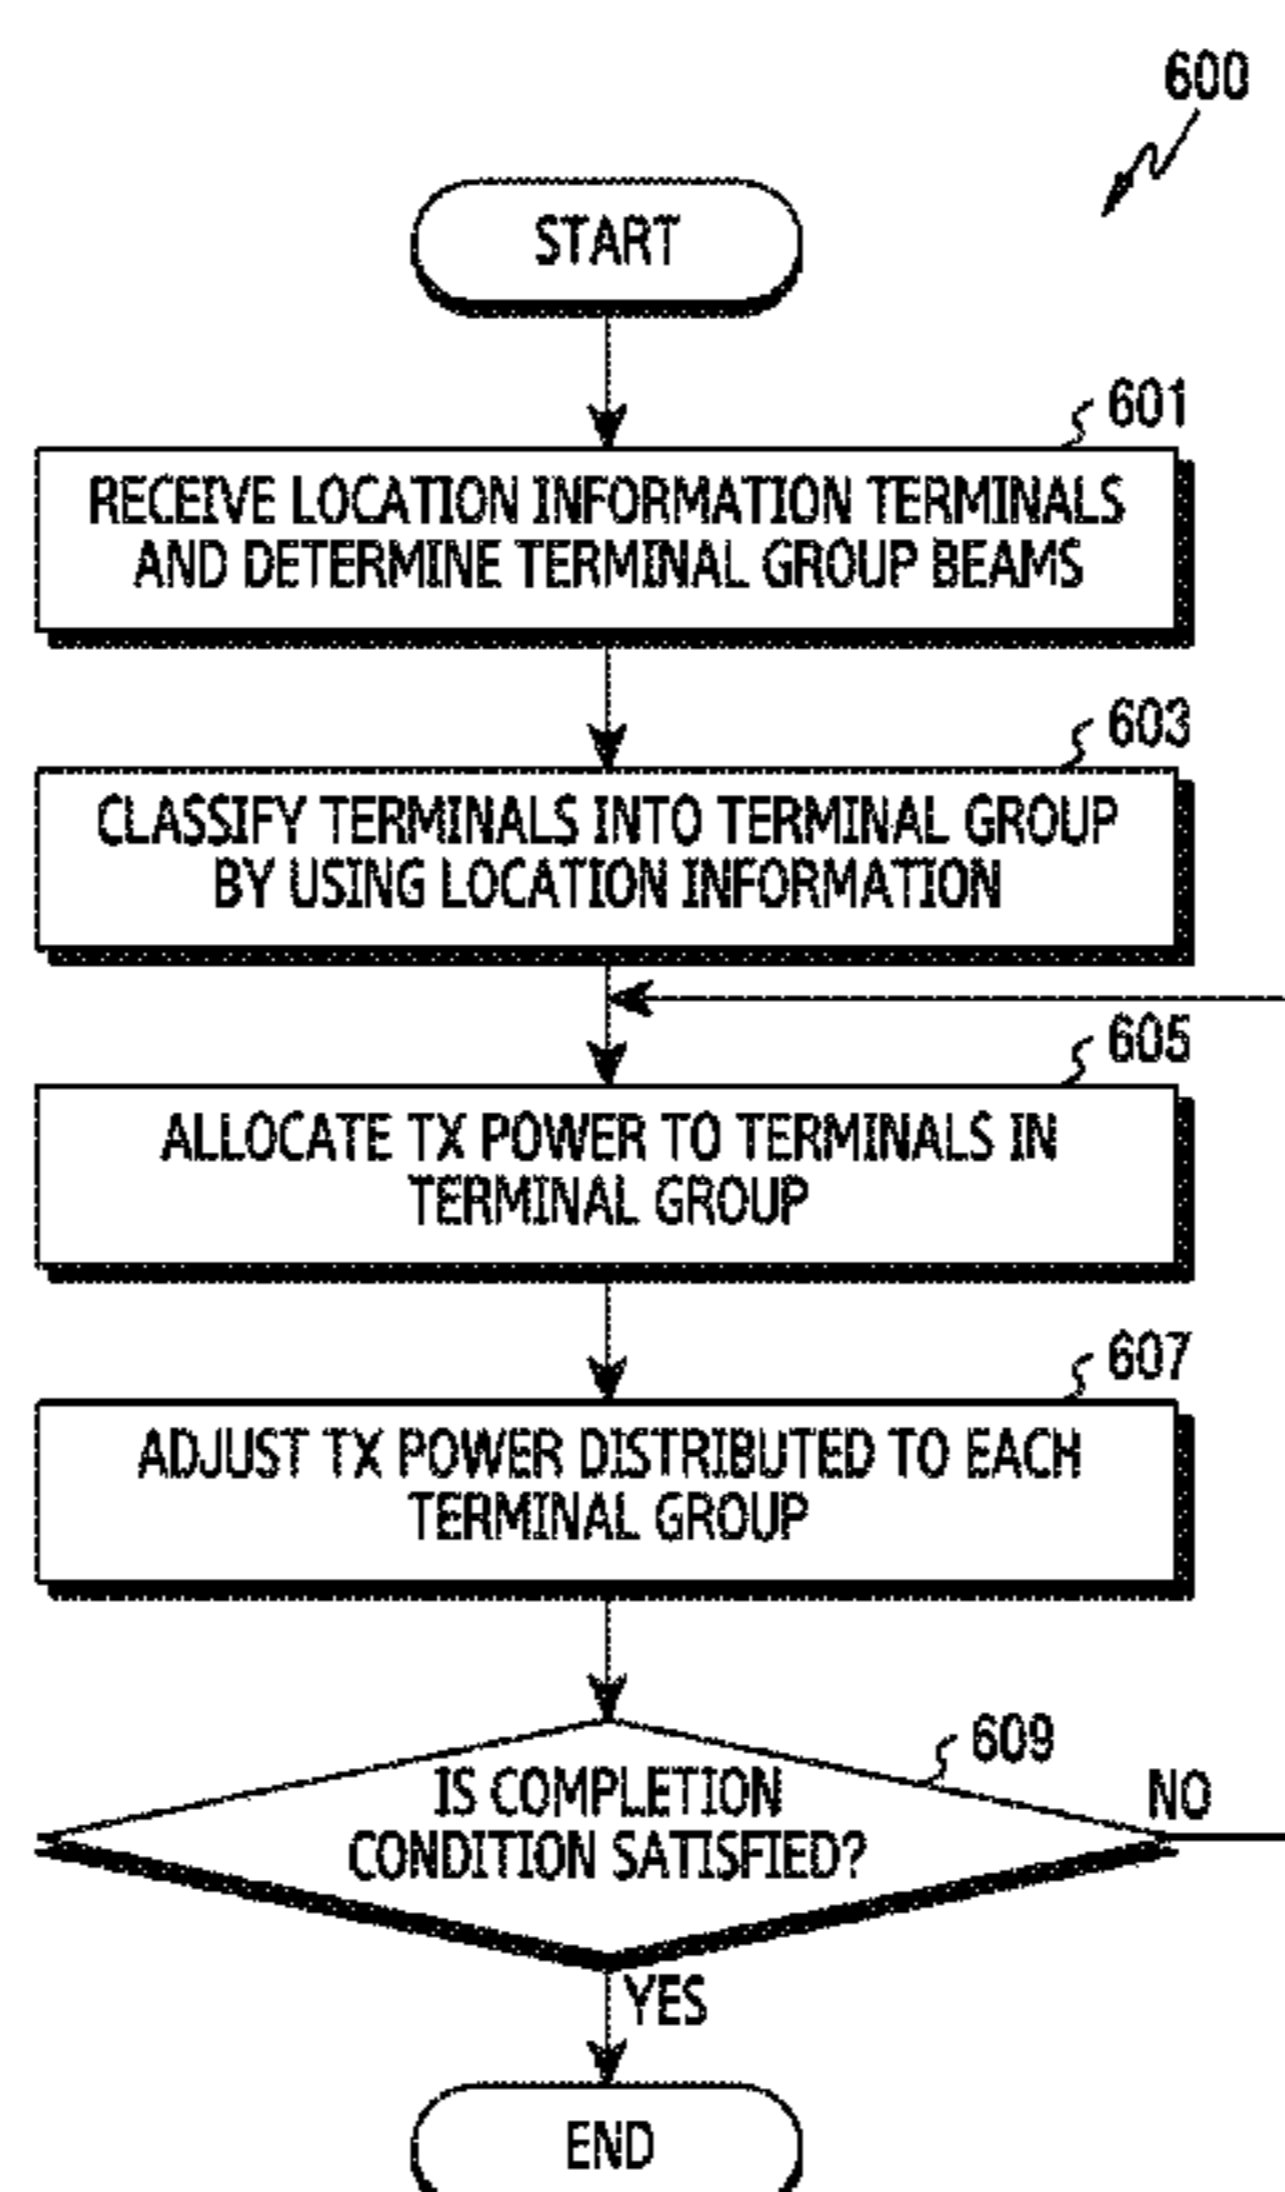 600
START
601
RECEIVE LOCATION INFORMATION TERMINALS
AND DETERMINE TERMINAL GROUP BEAMS
603
CLASSIFY TERMINALS INTO TERMINAL GROUP
BY USING LOCATION INFORMATION
605
ALLOCATE TX POWER TO TERMINALS IN
TERMINAL GROUP
607
ADJUST TX POWER DISTRIBUTED TO EACH
TERMINAL GROUP
609
IS COMPLETION
CONDITION SATISFIED?
NO
YES
END